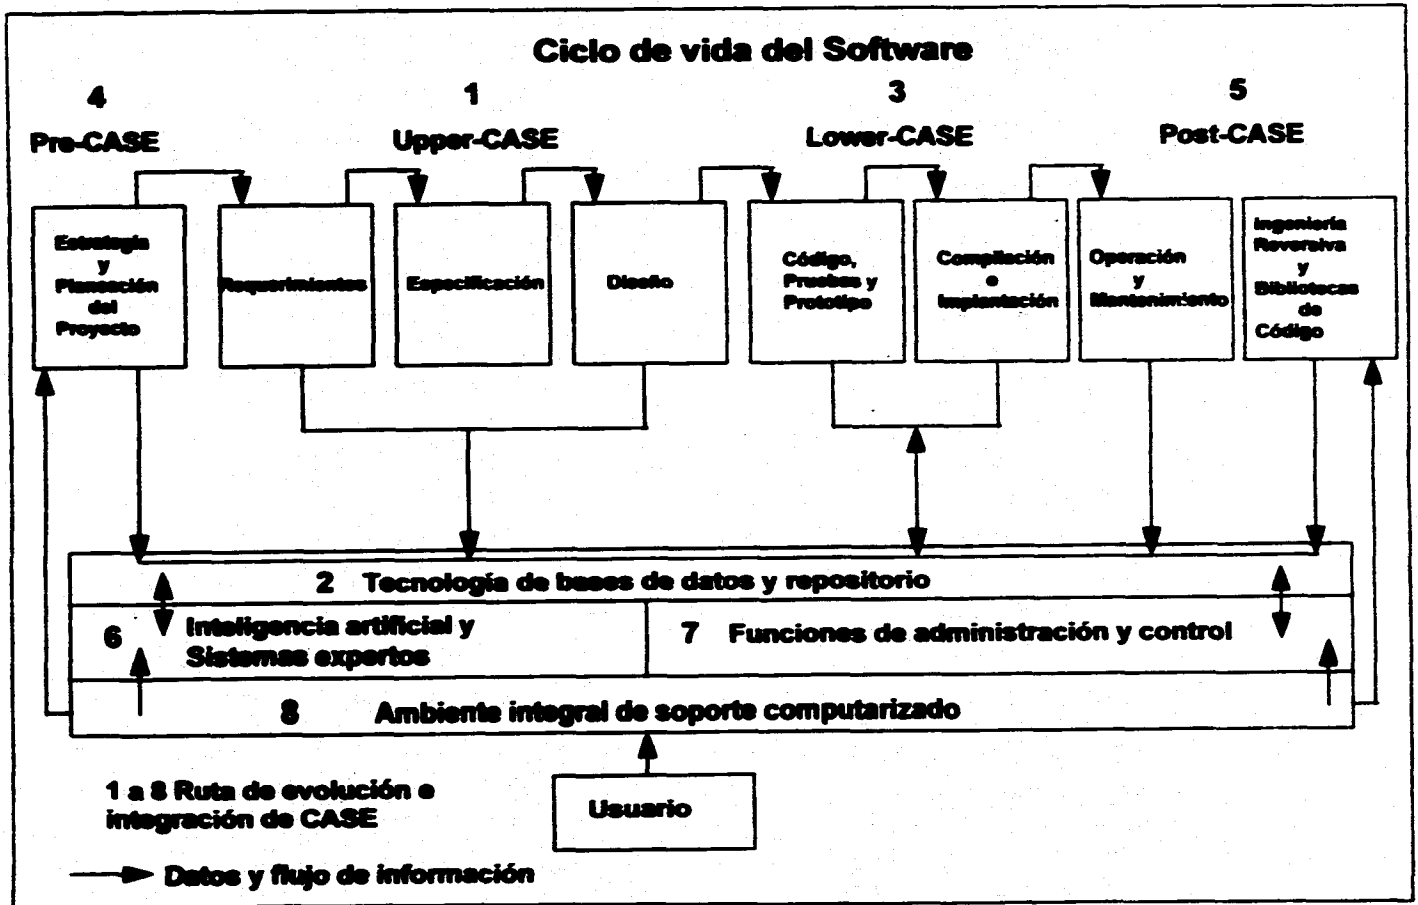 Ciclo de vida del Software
4
1
3
5
Pre-CASE
Upper-CASE
Lower-CASE
Post-CASE
Estrategia
y
Planeación
del
Proyecto
Requerimientos
Especificación
Diseño
Código,
Pruebas y
Prototipo
Compilación
e
Implantación
Operación
y
Mantenimiento
Ingeniería
Reversiva
y
Bibliotecas
de
Código
2 Tecnología de bases de datos y repositorio
6 Inteligencia artificial y
Sistemas expertos
7 Funciones de administración y control
8 Ambiente integral de soporte computarizado
Usuario
1 a 8 Ruta de evolución e
integración de CASE
Datos y flujo de información